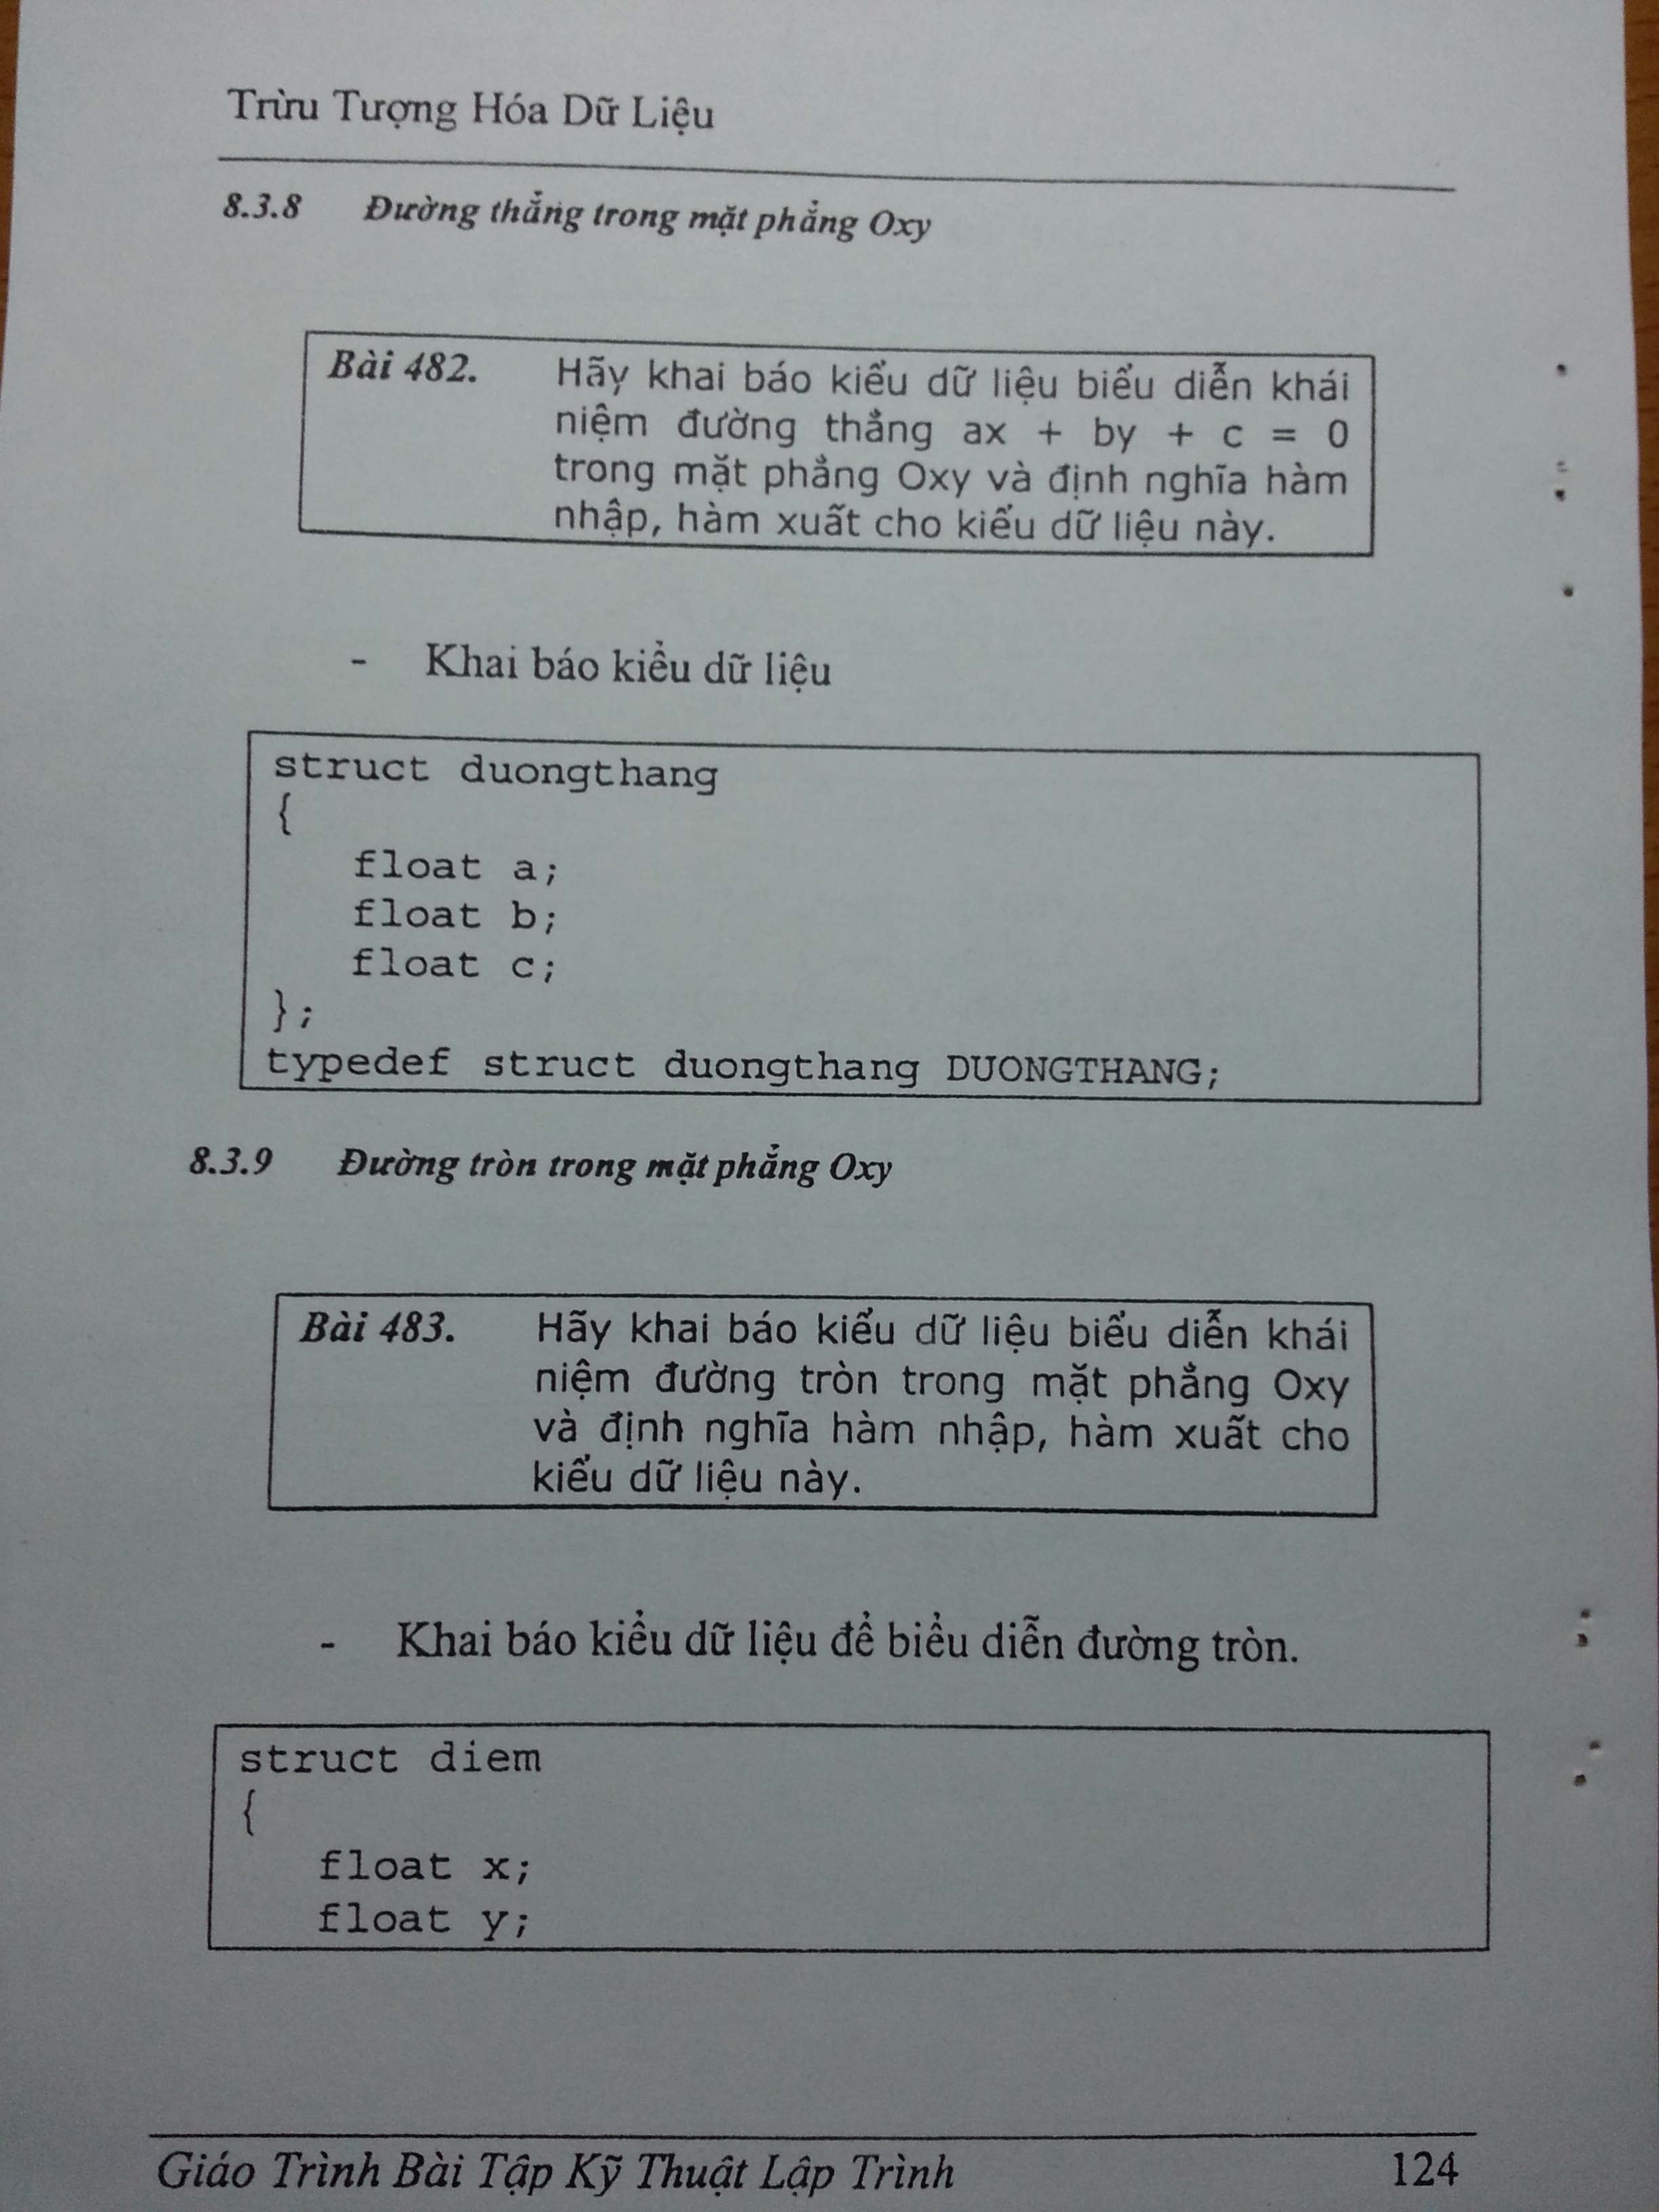 Trừu Tượng Hóa Dữ Liệu
8.3.8 Đường thẳng trong mặt phẳng Oxy
Bài 482. Hãy khai báo kiểu dữ liệu biểu diễn khái
niệm đường thẳng ax + by + c = 0
trong mặt phẳng Oxy và định nghĩa hàm
nhập, hàm xuất cho kiểu dữ liệu này.
- Khai báo kiểu dữ liệu
struct duongthang
{
float a;
float b;
float c;
};
typedef struct duongthang DUONGTHANG;
8.3.9 Đường tròn trong mặt phẳng Oxy
Bài 483. Hãy khai báo kiểu dữ liệu biểu diễn khái
niệm đường tròn trong mặt phẳng Oxy
và định nghĩa hàm nhập, hàm xuất cho
kiểu dữ liệu này.
- Khai báo kiểu dữ liệu để biểu diễn đường tròn.
struct diem
{
float x;
float y;
Giáo Trình Bài Tập Kỹ Thuật Lập Trình 124